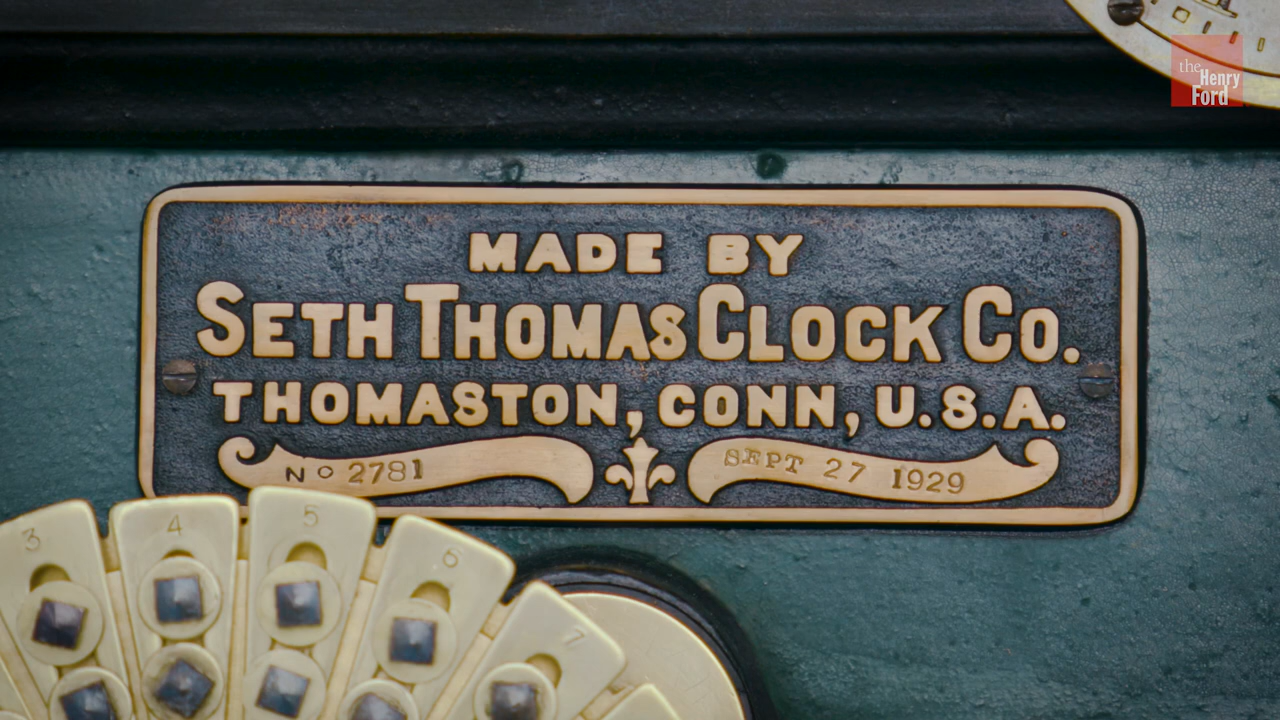 the
Henry
Ford
MADE BY
SETH THOMAS CLOCK CO.
THOMASTON, CONN, U.S.A.
No 2781
SEPT 27 1929
3
4
5
6
7